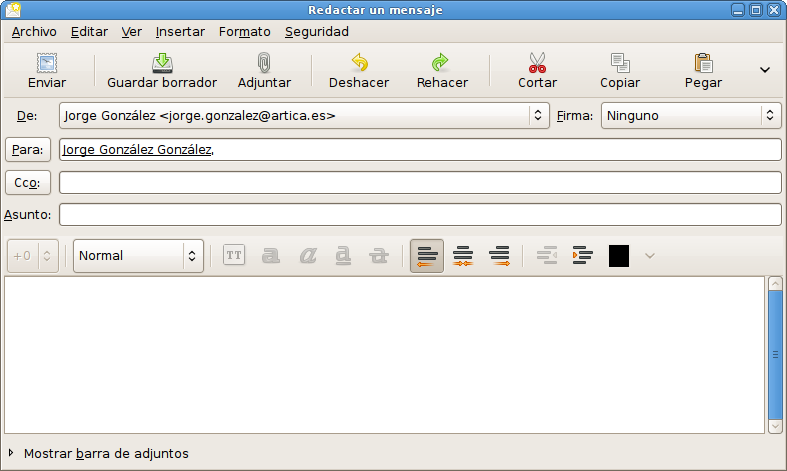 Redactar un mensaje
Archivo Editar Ver Insertar Formato Seguridad
Enviar Guardar borrador Adjuntar Deshacer Rehacer Cortar Copiar Pegar
De: Jorge González <jorge.gonzalez@artica.es> Firma: Ninguno
Para: Jorge González González,
Cco:
Asunto:
+0 Normal TT a a a a
Mostrar barra de adjuntos